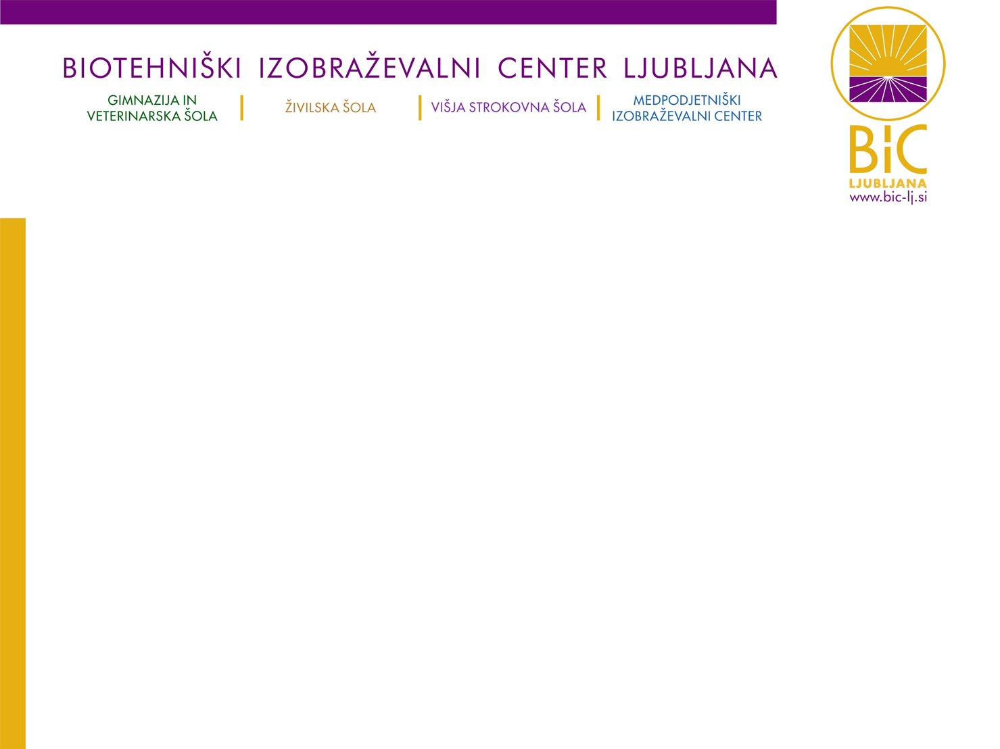 BIOTEHNIŠKI IZOBRAŽEVALNI CENTER LJUBLJANA
GIMNAZIJA IN
VETERINARSKA ŠOLA
ŽIVILSKA ŠOLA
VIŠJA STROKOVNA ŠOLA
MEDPODJETNIŠKI
IZOBRAŽEVALNI CENTER
BIC
LJUBLJANA
www.bic-lj.si